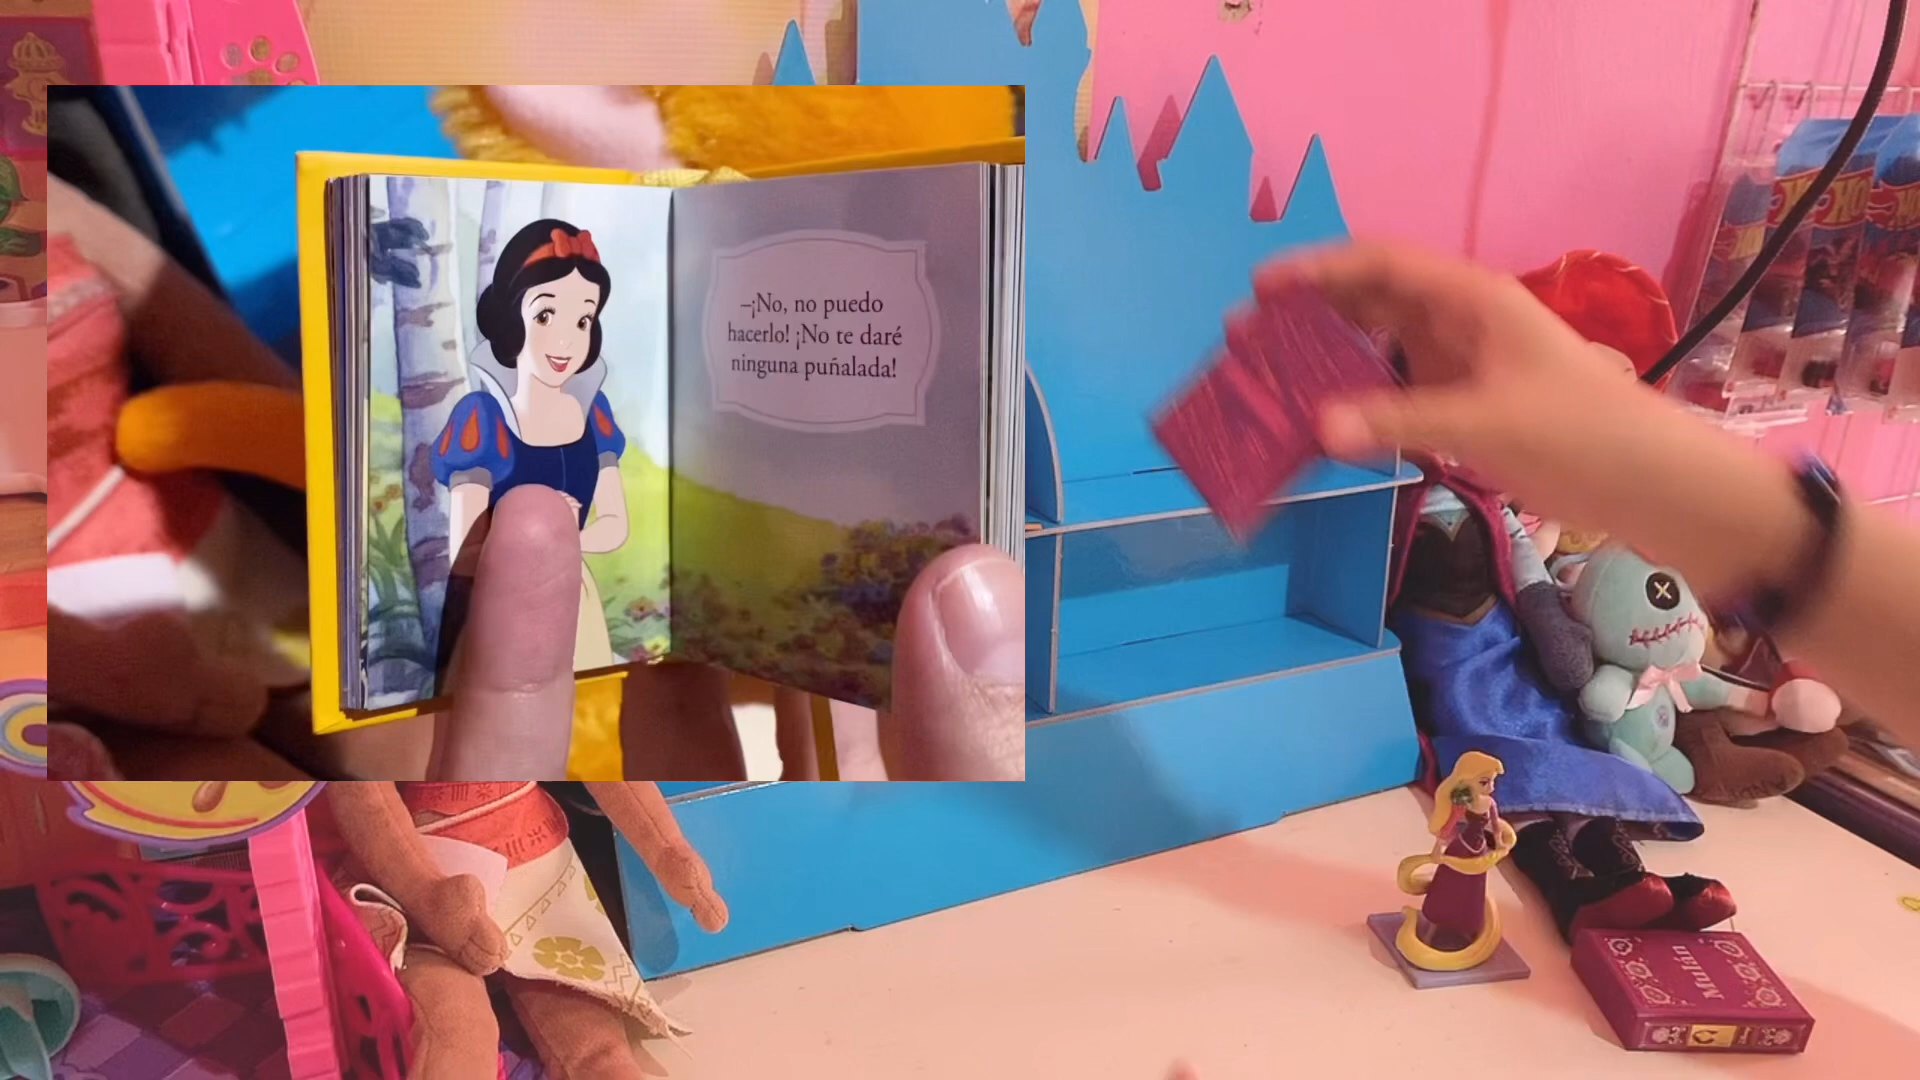 –¡No, no puedo
hacerlo! ¡No te daré
ninguna puñalada!
Mulán